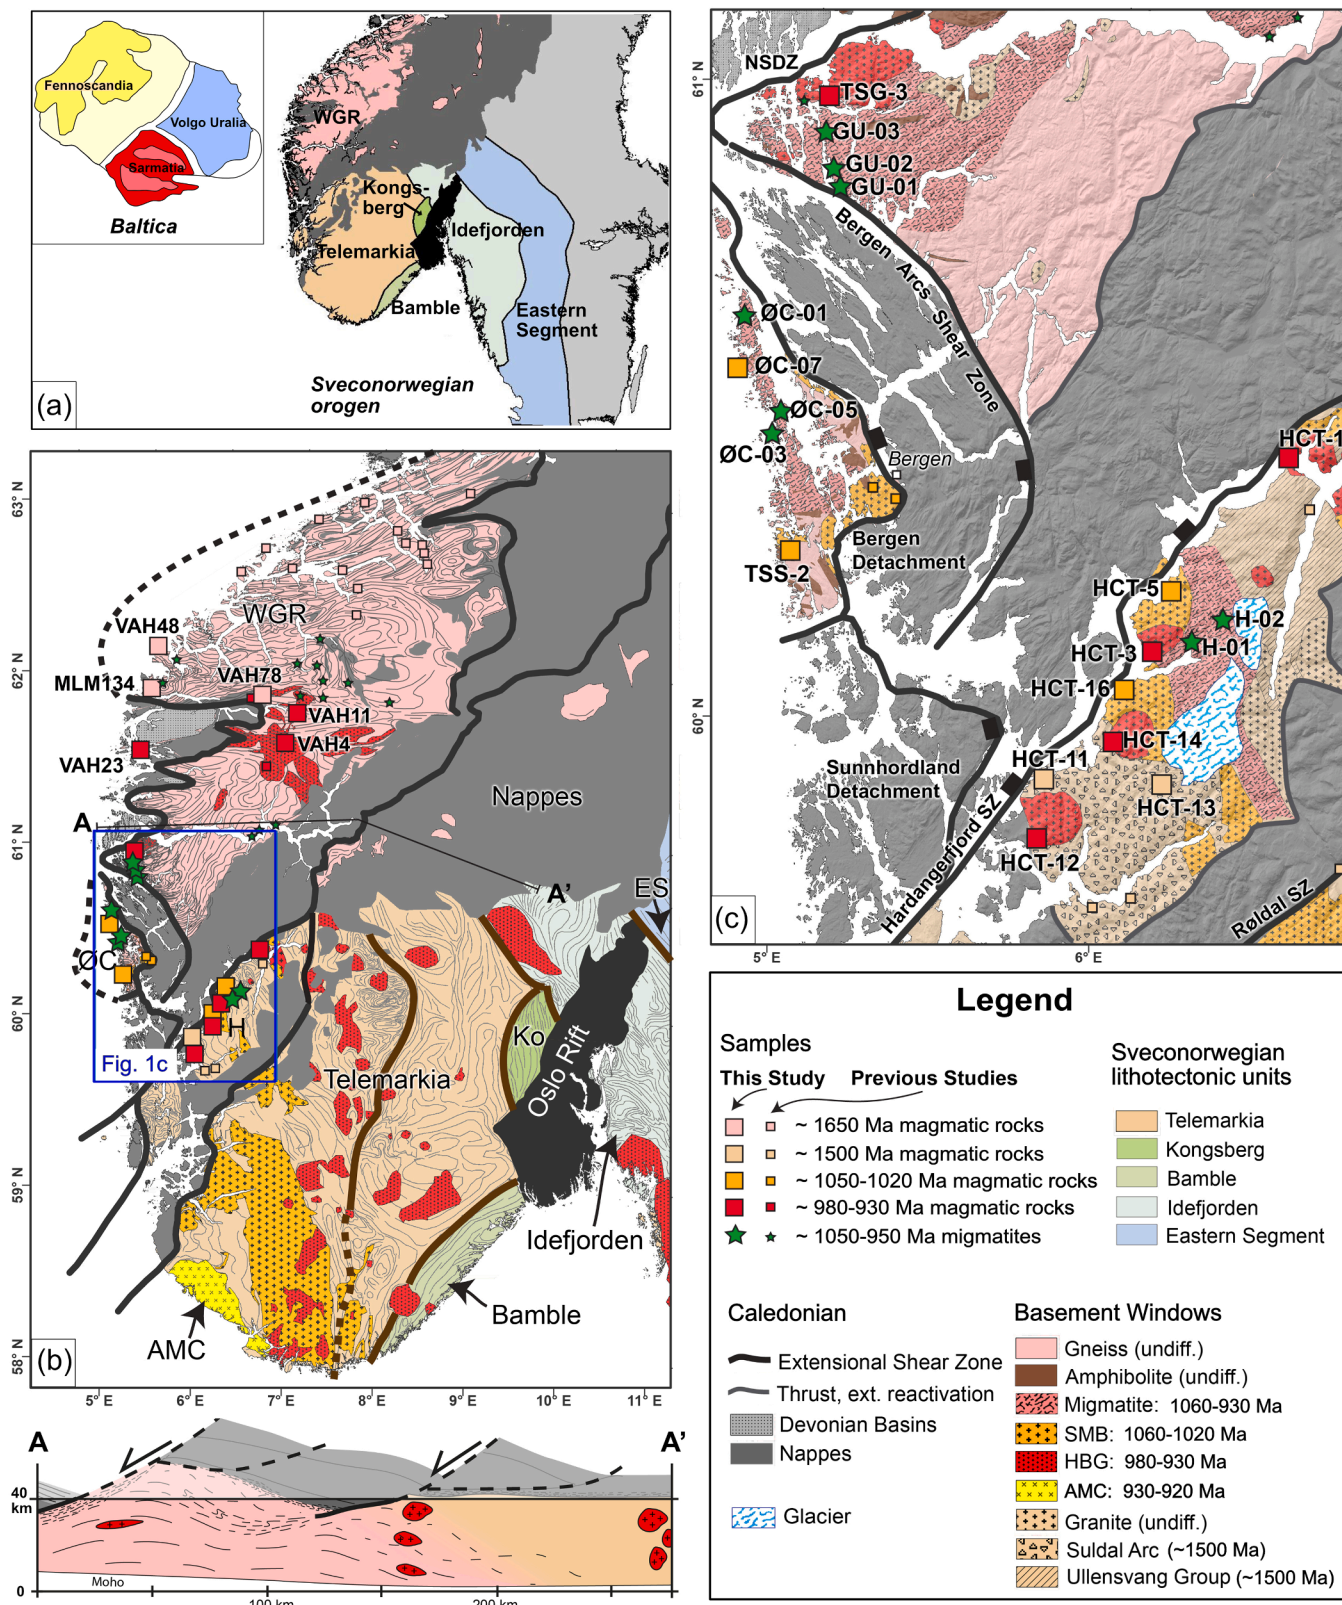 Fennoscandia
Volgo Uralia
Sarmatia
Baltica
WGR
Kongs-
berg
Idefjorden
Telemarkia
Bamble
Eastern
Segment
Sveconorwegian
orogen
(a)
63° N
62° N
61° N
60° N
59° N
58° N
WGR
VAH48
MLM134
VAH78
VAH11
VAH4
VAH23
Nappes
A
A'
ES
ØC
H
Fig. 1c
Ko
Oslo Rift
Telemarkia
Idefjorden
Bamble
AMC
(b)
5° E
6° E
7° E
8° E
9° E
10° E
11° E
A
A'
40
km
0
Moho
100 km
200 km
NSDZ
61° N
TSG-3
GU-03
GU-02
GU-01
Bergen Arcs Shear Zone
ØC-01
ØC-07
ØC-05
ØC-03
Bergen
HCT-1
Bergen
Detachment
TSS-2
HCT-5
H-02
H-01
HCT-3
HCT-16
60° N
HCT-14
HCT-11
Sunnhordland
Detachment
HCT-13
HCT-12
Hardangerfjord SZ
Røldal SZ
(c)
5° E
6° E
Legend
Samples
This Study
Previous Studies
~ 1650 Ma magmatic rocks
~ 1500 Ma magmatic rocks
~ 1050-1020 Ma magmatic rocks
~ 980-930 Ma magmatic rocks
~ 1050-950 Ma migmatites
Sveconorwegian
lithotectonic units
Telemarkia
Kongsberg
Bamble
Idefjorden
Eastern Segment
Caledonian
Extensional Shear Zone
Thrust, ext. reactivation
Devonian Basins
Nappes
Glacier
Basement Windows
Gneiss (undiff.)
Amphibolite (undiff.)
Migmatite: 1060-930 Ma
SMB: 1060-1020 Ma
HBG: 980-930 Ma
AMC: 930-920 Ma
Granite (undiff.)
Suldal Arc (~1500 Ma)
Ullensvang Group (~1500 Ma)